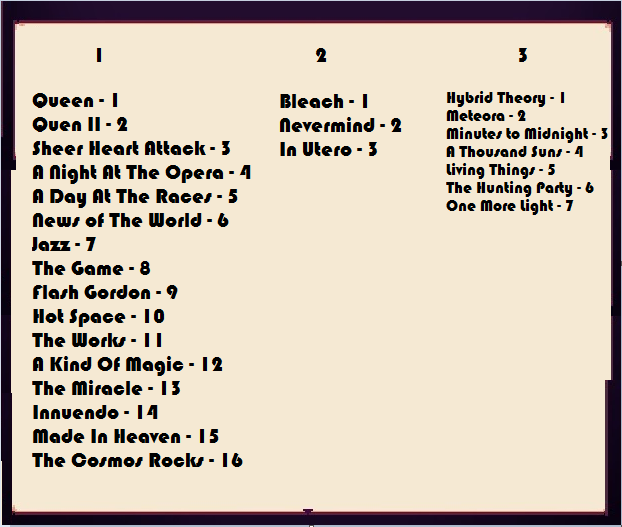 1
Queen - 1
Quen II - 2
Sheer Heart Attack - 3
A Night At The Opera - 4
A Day At The Races - 5
News of The World - 6
Jazz - 7
The Game - 8
Flash Gordon - 9
Hot Space - 10
The Works - 11
A Kind Of Magic - 12
The Miracle - 13
Innuendo - 14
Made In Heaven - 15
The Cosmos Rocks - 16
2
Bleach - 1
Nevermind - 2
In Utero - 3
3
Hybrid Theory - 1
Meteora - 2
Minutes to Midnight - 3
A Thousand Suns - 4
Living Things - 5
The Hunting Party - 6
One More Light - 7